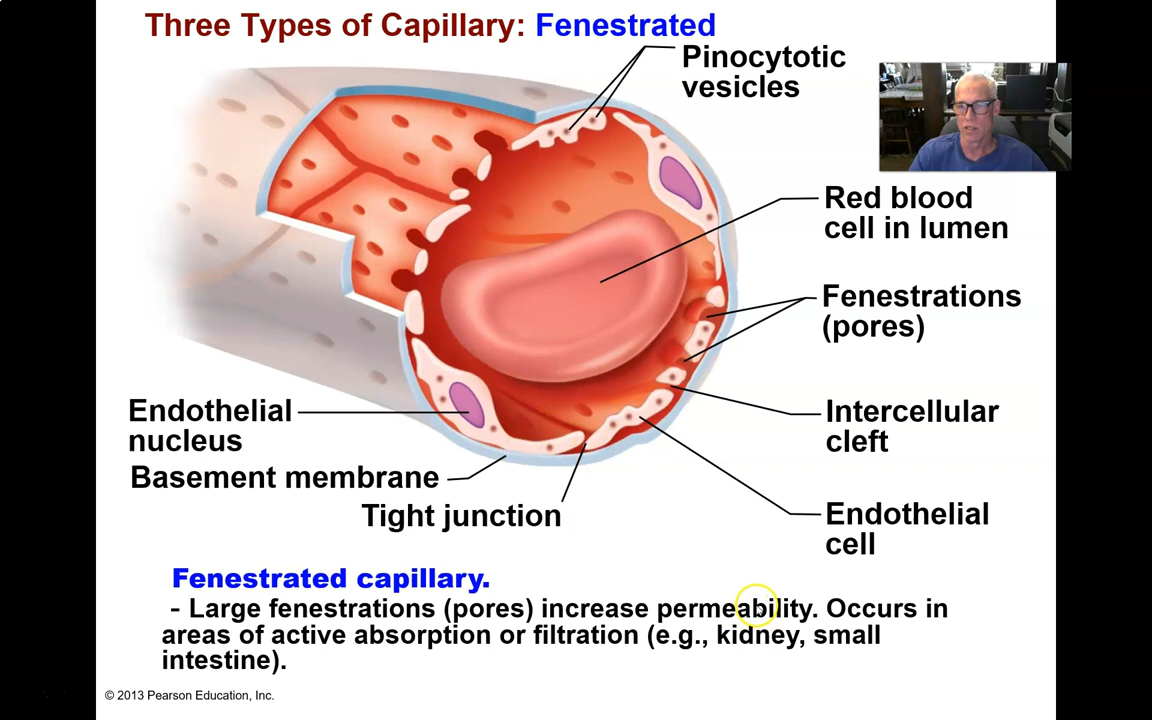 Three Types of Capillary: Fenestrated
Pinocytotic
vesicles
Red blood
cell in lumen
Fenestrations
(pores)
Intercellular
cleft
Endothelial
cell
Endothelial
nucleus
Basement membrane
Tight junction
Fenestrated capillary.
- Large fenestrations (pores) increase permeability. Occurs in
areas of active absorption or filtration (e.g., kidney, small
intestine).
© 2013 Pearson Education, Inc.